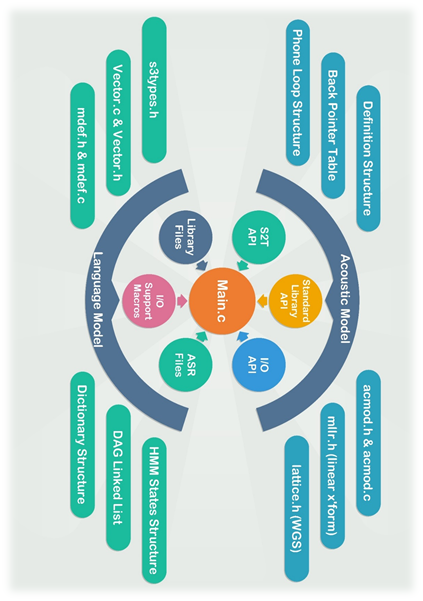 Definition Structure
Back Pointer Table
Phone Loop Structure
acmod.h & acmod.c
mllr.h (linear x'form)
lattice.h (WGS)
Acoustic Model
S2T
API
Standard
Library
API
I/O
API
Main.c
Library
Files
I/O
Support
Macros
ASR
Files
Language Model
s3types.h
Vector.c & Vector.h
mdef.h & mdef.c
HMM States Structure
DAG Linked List
Dictionary Structure